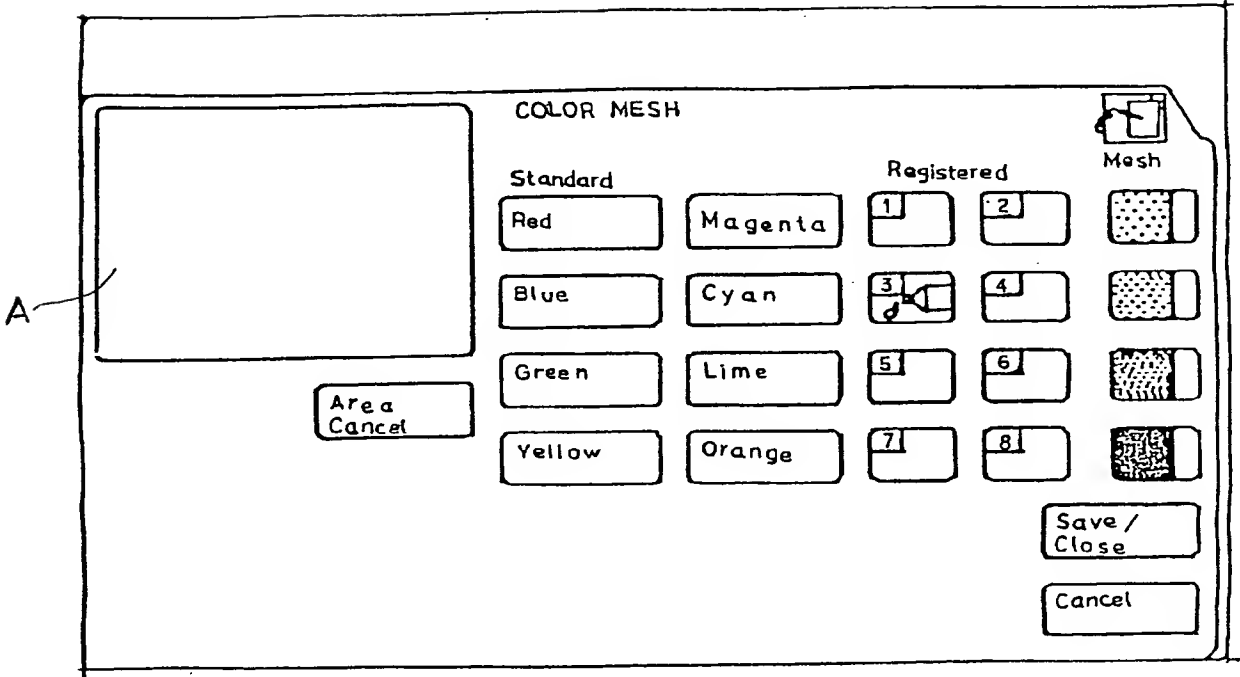 COLOR MESH
Mesh
Standard
Registered
Red
Magenta
1
2
A
Blue
Cyan
3
4
Green
Lime
5
6
Area
Cancel
Yellow
Orange
7
8
Save /
Close
Cancel